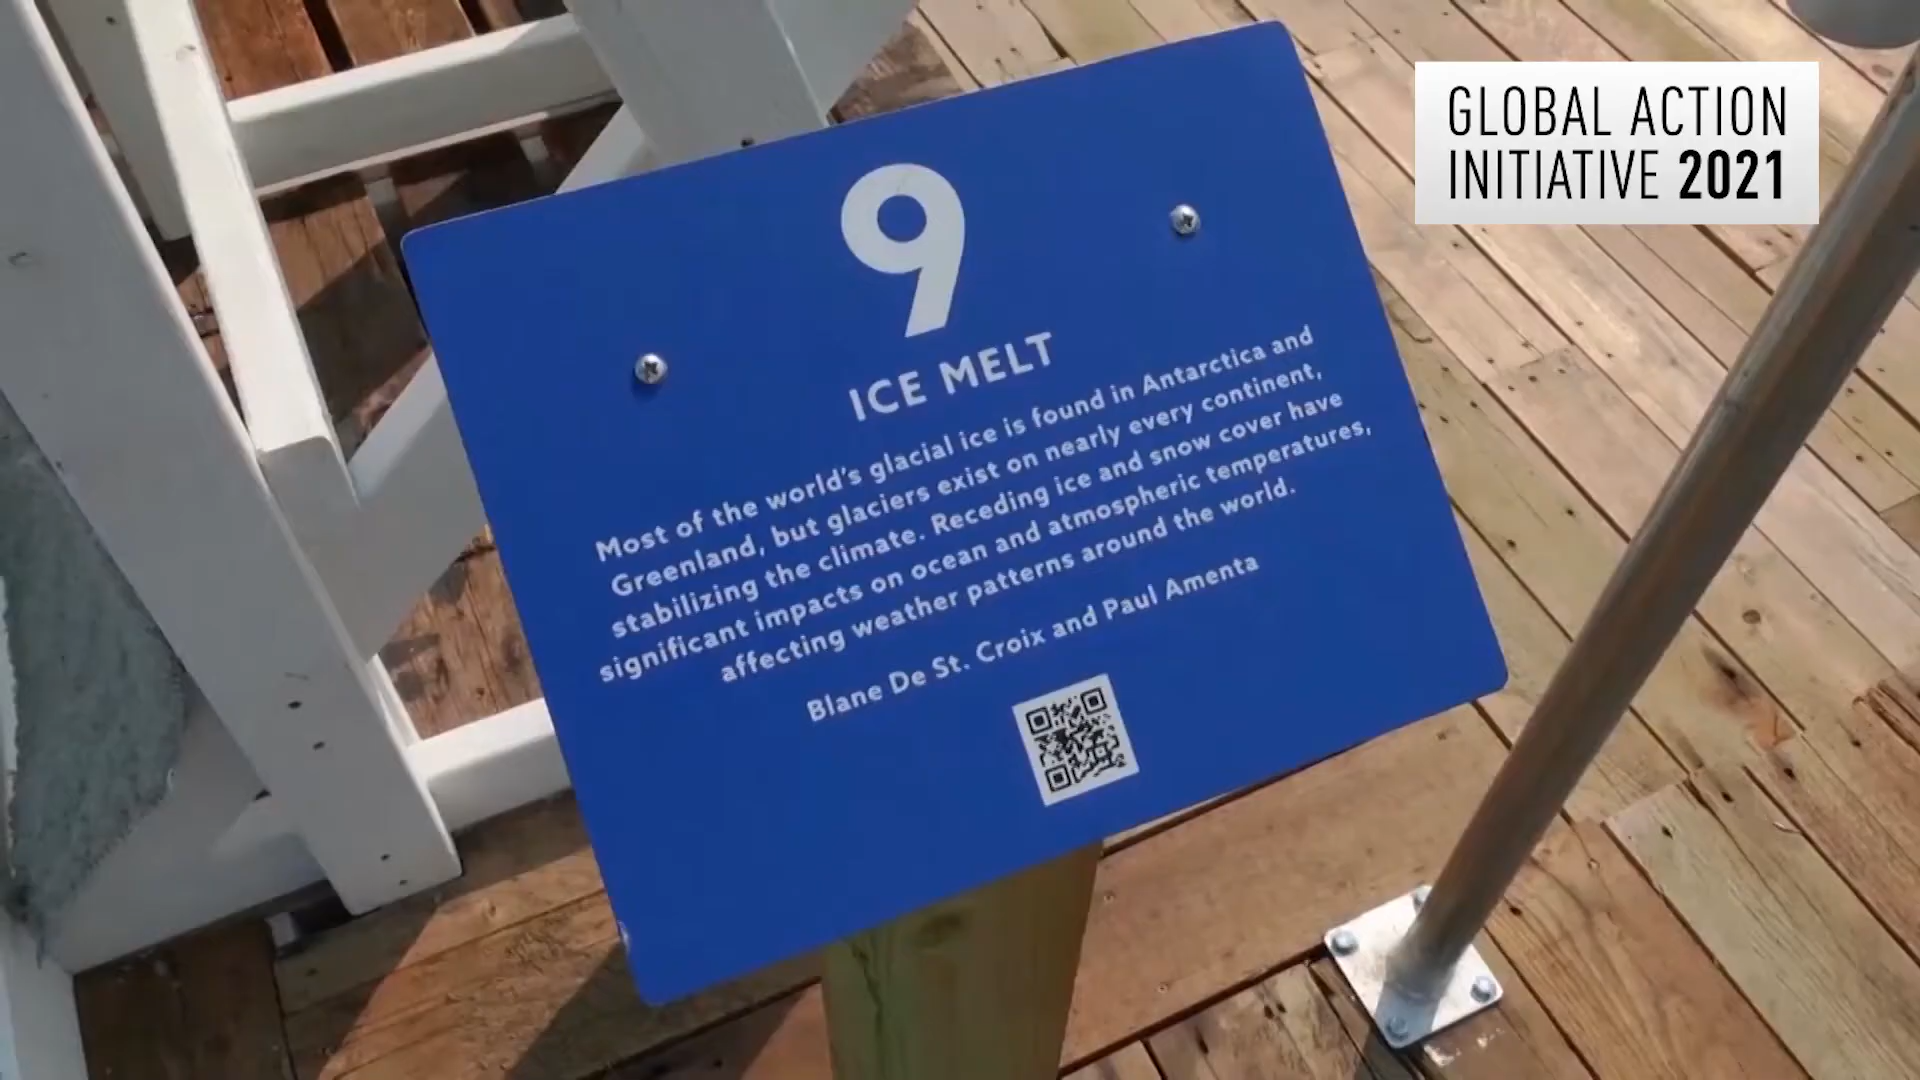 GLOBAL ACTION
INITIATIVE 2021
9
ICE MELT
Most of the world's glacial ice is found in Antarctica and
Greenland, but glaciers exist on nearly every continent,
stabilizing the climate. Receding ice and snow cover have
significant impacts on ocean and atmospheric temperatures,
affecting weather patterns around the world.
Blane De St. Croix and Paul Amenta